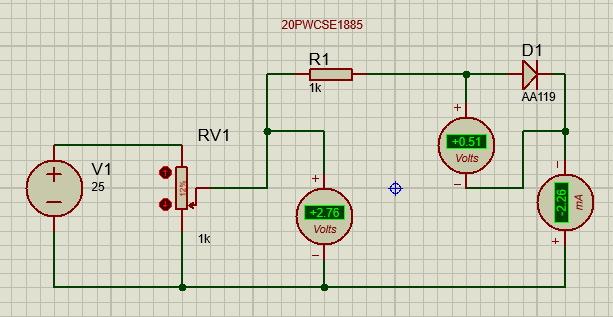 20PWCSE1885
R1
1k
D1
AA119
RV1
12%
1k
V1
25
+
−
+
+2.76
Volts
−
+
+0.51
Volts
−
−
-2.26
mA
+